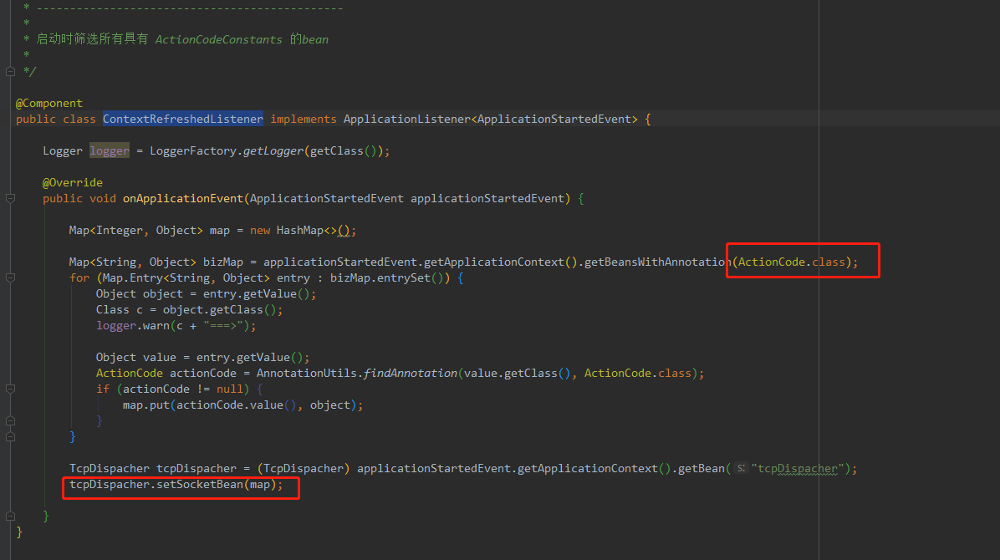 * ----------------------------------------------
*
* 启动时筛选所有具有 ActionCodeConstants 的bean
*
*/
@Component
public class ContextRefreshedListener implements ApplicationListener<ApplicationStartedEvent> {
Logger logger = LoggerFactory.getLogger(getClass());
@Override
public void onApplicationEvent(ApplicationStartedEvent applicationStartedEvent) {
Map<Integer, Object> map = new HashMap<>();
Map<String, Object> bizMap = applicationStartedEvent.getApplicationContext().getBeansWithAnnotation(ActionCode.class);
for (Map.Entry<String, Object> entry : bizMap.entrySet()) {
Object object = entry.getValue();
Class c = object.getClass();
logger.warn(c + "===>");
Object value = entry.getValue();
ActionCode actionCode = AnnotationUtils.findAnnotation(value.getClass(), ActionCode.class);
if (actionCode != null) {
map.put(actionCode.value(), object);
}
}
TcpDispacher tcpDispacher = (TcpDispacher) applicationStartedEvent.getApplicationContext().getBean( s: "tcpDispacher");
tcpDispacher.setSocketBean(map);
}
}